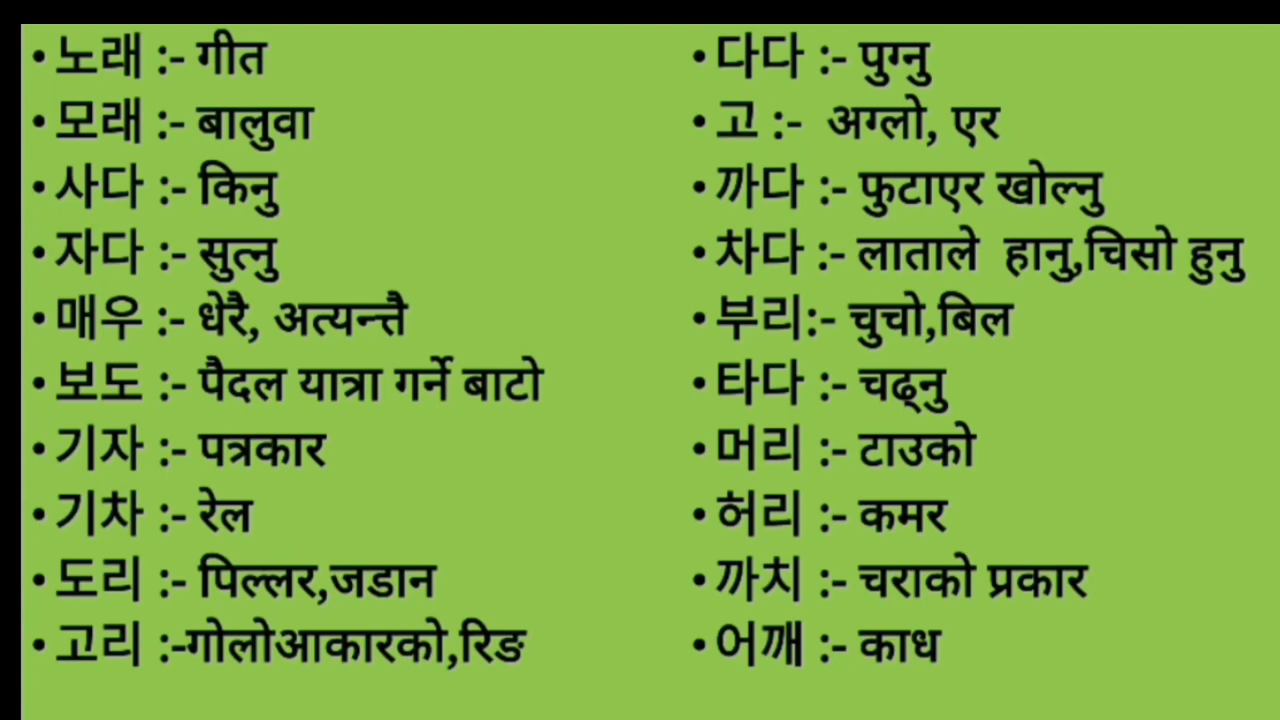 • 노래 :- गीत
• 모래 :- बालुवा
• 사다 :- किनु
• 자다 :- सुत्नु
• 매우 :- धेरै, अत्यन्तै
• 보도 :- पैदल यात्रा गर्ने बाटो
• 기자 :- पत्रकार
• 기차 :- रेल
• 도리 :- पिल्लर,जडान
• 고리 :-गोलोआकारको,रिङ
• 다다 :- पुग्नु
• 고 :- अग्लो, एर
• 까다 :- फुटाएर खोल्नु
• 차다 :- लाताले हानु,चिसो हुनु
• 부리:- चुचो,बिल
• 타다 :- चढ्नु
• 머리 :- टाउको
• 허리 :- कमर
• 까치 :- चराको प्रकार
• 어깨 :- काध